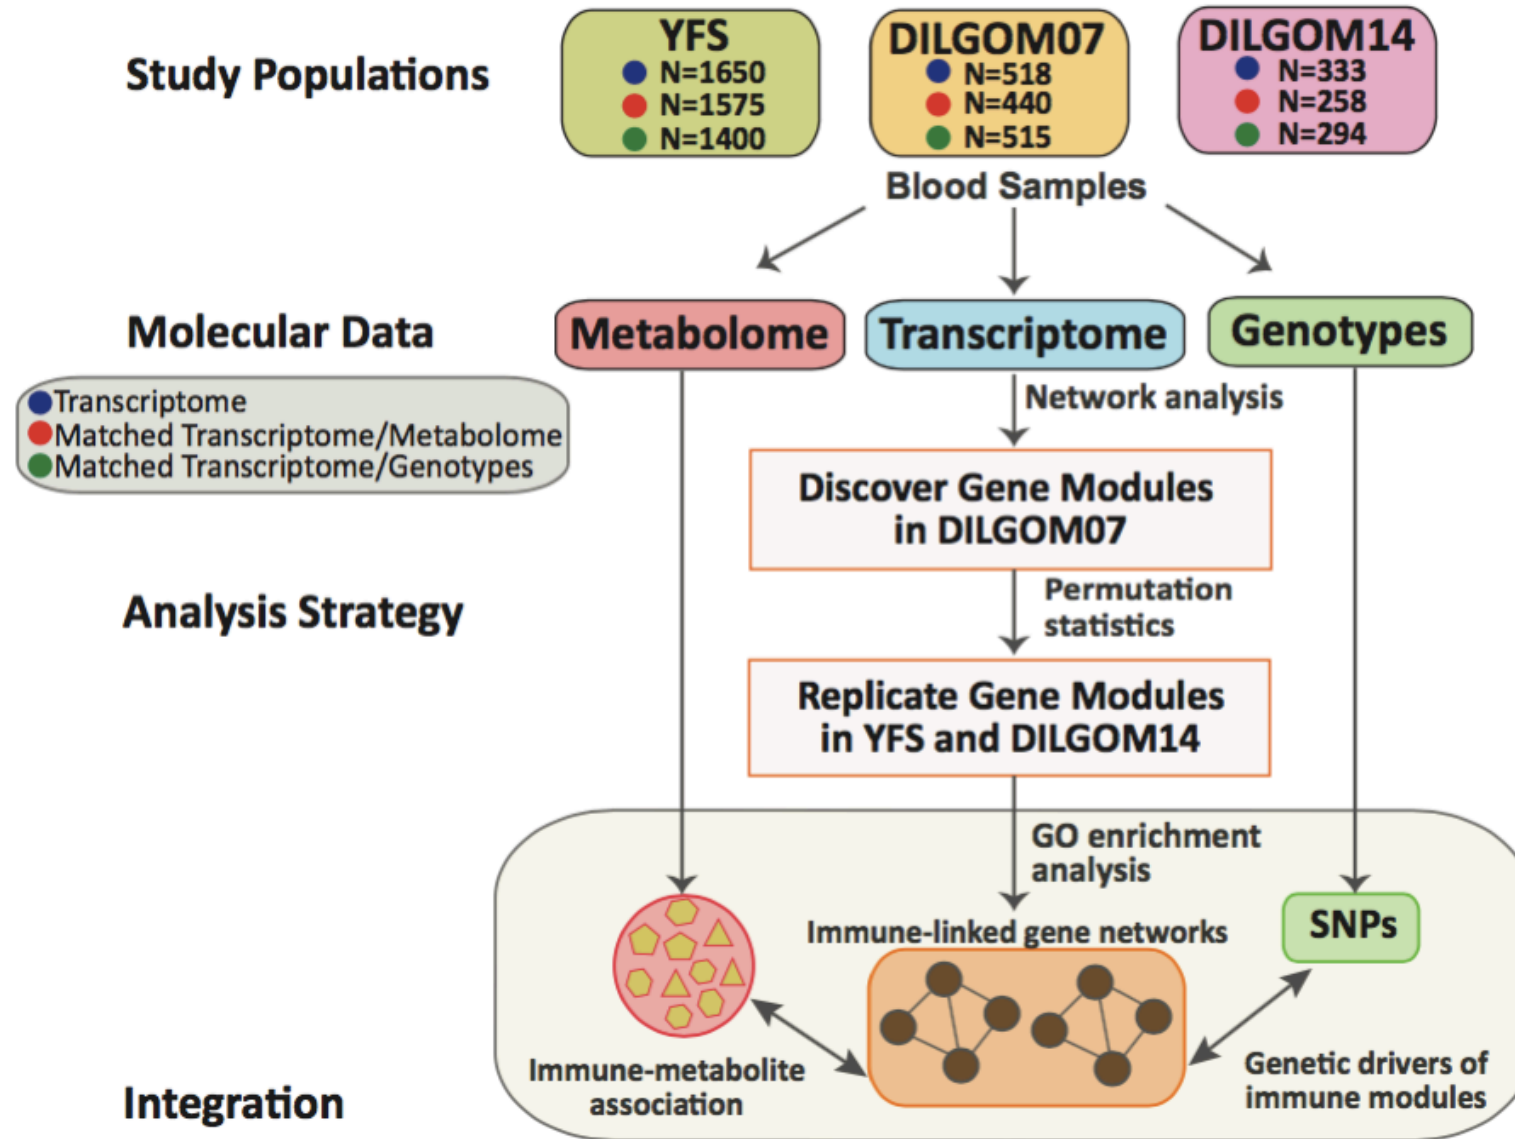 Study Populations
YFS
N=1650
N=1575
N=1400
DILGOM07
N=518
N=440
N=515
DILGOM14
N=333
N=258
N=294
Blood Samples
Molecular Data
Metabolome
Transcriptome
Genotypes
Transcriptome
Matched Transcriptome/Metabolome
Matched Transcriptome/Genotypes
Network analysis
Discover Gene Modules
in DILGOM07
Analysis Strategy
Permutation
statistics
Replicate Gene Modules
in YFS and DILGOM14
GO enrichment
analysis
Immune-linked gene networks
SNPs
Immune-metabolite
association
Genetic drivers of
immune modules
Integration